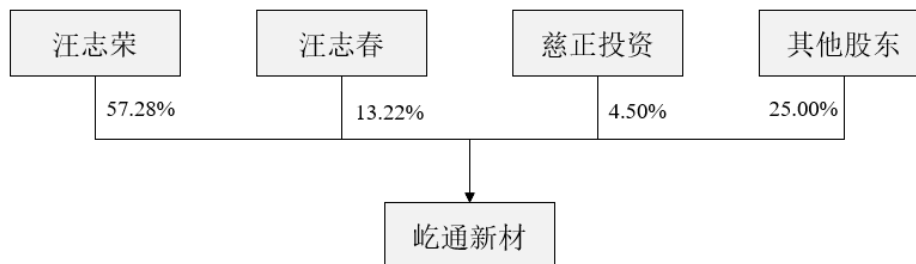 汪志荣
汪志春
慈正投资
其他股东
57.28%
13.22%
4.50%
25.00%
屹通新材